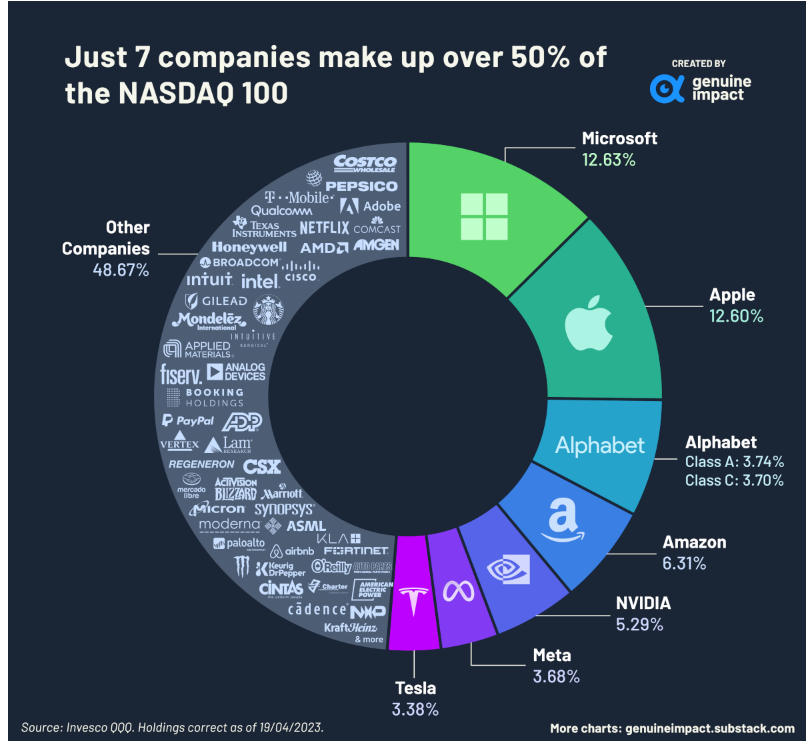 Just 7 companies make up over 50% of
the NASDAQ 100
CREATED BY
genuine
impact
Microsoft
12.63%
Apple
12.60%
Alphabet
Alphabet
Class A: 3.74%
Class C: 3.70%
a
Amazon
6.31%
NVIDIA
5.29%
Meta
3.68%
Tesla
3.38%
Other
Companies
48.67%
COSTCO
WHOLESALE
PEPSICO
T Mobile
Adobe
Qualcomm
TEXAS
INSTRUMENTS
NETFLIX
COMCAST
Honeywell
AMD
AMGEN
BROADCOM
CISCO
INTUIT
intel
GILEAD
Mondelēz
International
INTUITIVE
SURGICAL
APPLIED
MATERIALS
fiserv.
ANALOG
DEVICES
BOOKING
HOLDINGS
PayPal
ADP
VERTEX
Lam
RESEARCH
REGENERON
CSX
mercado
libre
ACTIVISION
BLIZZARD
Marriott
Micron
SYNOPSYS
moderna
ASML
KLA
paloalto
airbnb
FORTINET
Keurig
DrPepper
O'Reilly AUTO PARTS
CINTAS
Charter
AMERICAN
ELECTRIC
POWER
cādence
NXP
KraftHeinz
& more
Source: Invesco QQQ. Holdings correct as of 19/04/2023.
More charts: genuineimpact.substack.com